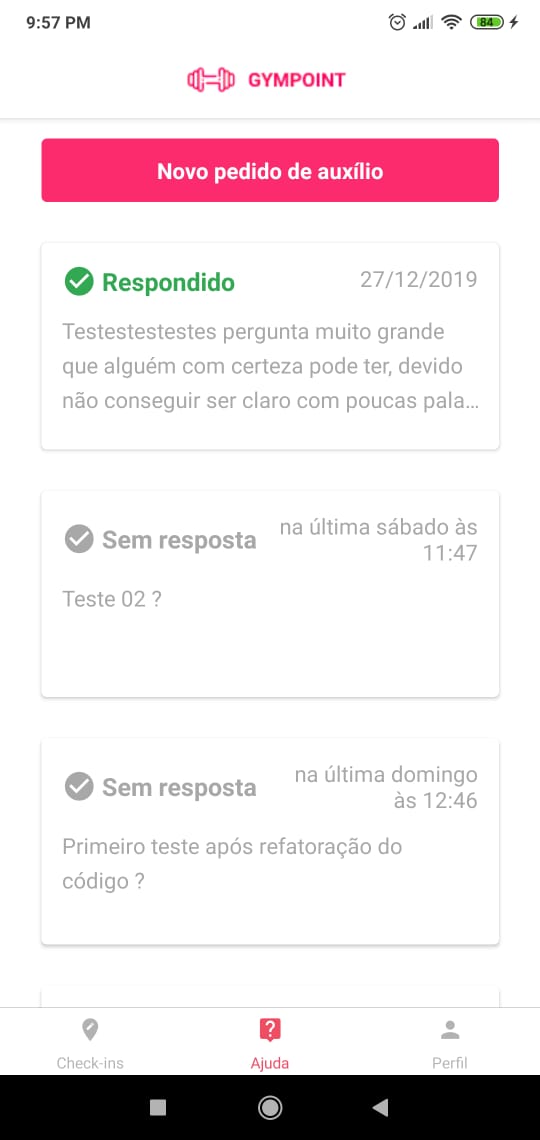 9:57 PM
84
GYMPOINT
Novo pedido de auxílio
Respondido
27/12/2019
Testestestestes pergunta muito grande
que alguém com certeza pode ter, devido
não conseguir ser claro com poucas pala...
Sem resposta
na última sábado às
11:47
Teste 02 ?
Sem resposta
na última domingo
às 12:46
Primeiro teste após refatoração do
código ?
Check-ins
Ajuda
Perfil